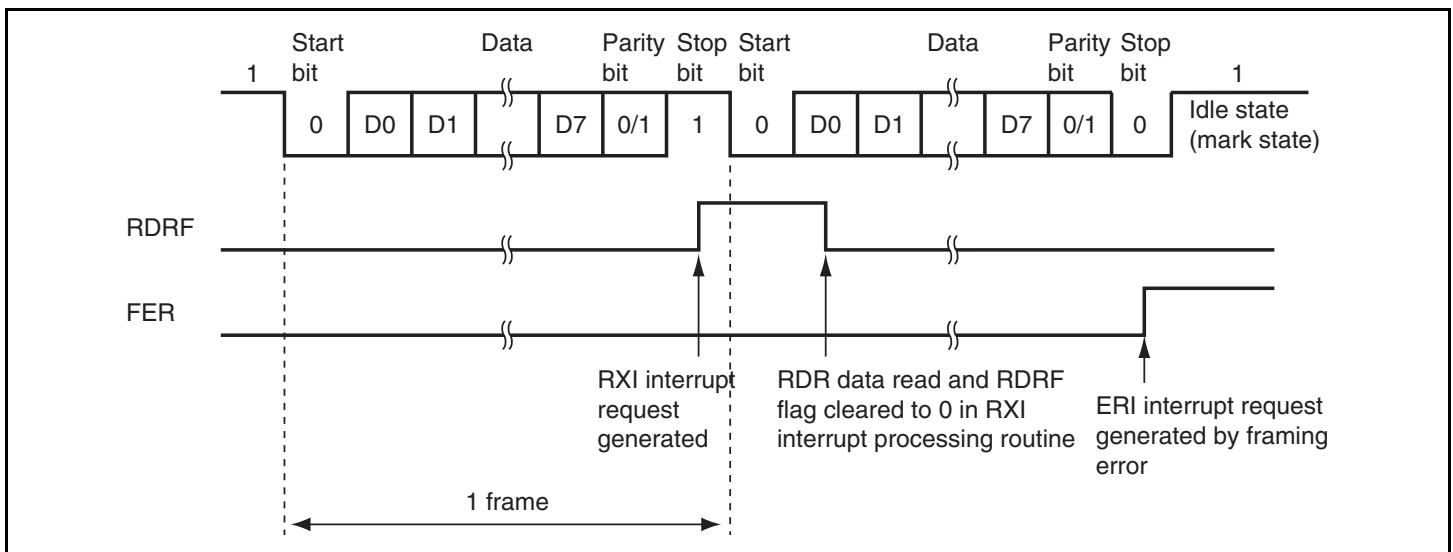 Start Data Parity Stop Start Data Parity Stop
1 bit bit bit bit bit bit 1
0 D0 D1 D7 0/1 1 0 D0 D1 D7 0/1 0 Idle state
(mark state)
RDRF
FER
RXI interrupt
request
generated
RDR data read and RDRF
flag cleared to 0 in RXI
interrupt processing routine
ERI interrupt request
generated by framing
error
1 frame